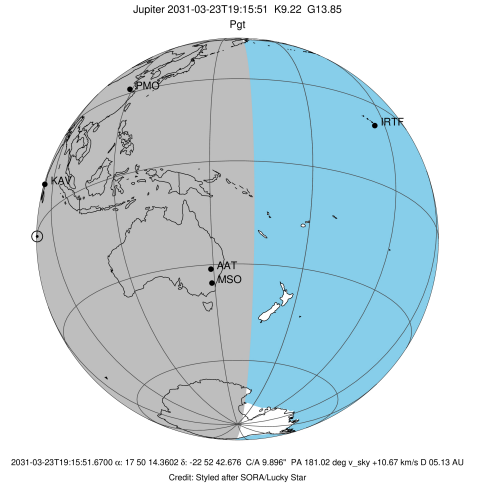 Jupiter 2031-03-23T19:15:51 K9.22 G13.85
Pgt
PMO
IRTF
KAV
AAT
MSO
2031-03-23T19:15:51.6700 α: 17 50 14.3602 δ: -22 52 42.676 C/A 9.896" PA 181.02 deg v_sky +10.67 km/s D 05.13 AU
Credit: Styled after SORA/Lucky Star